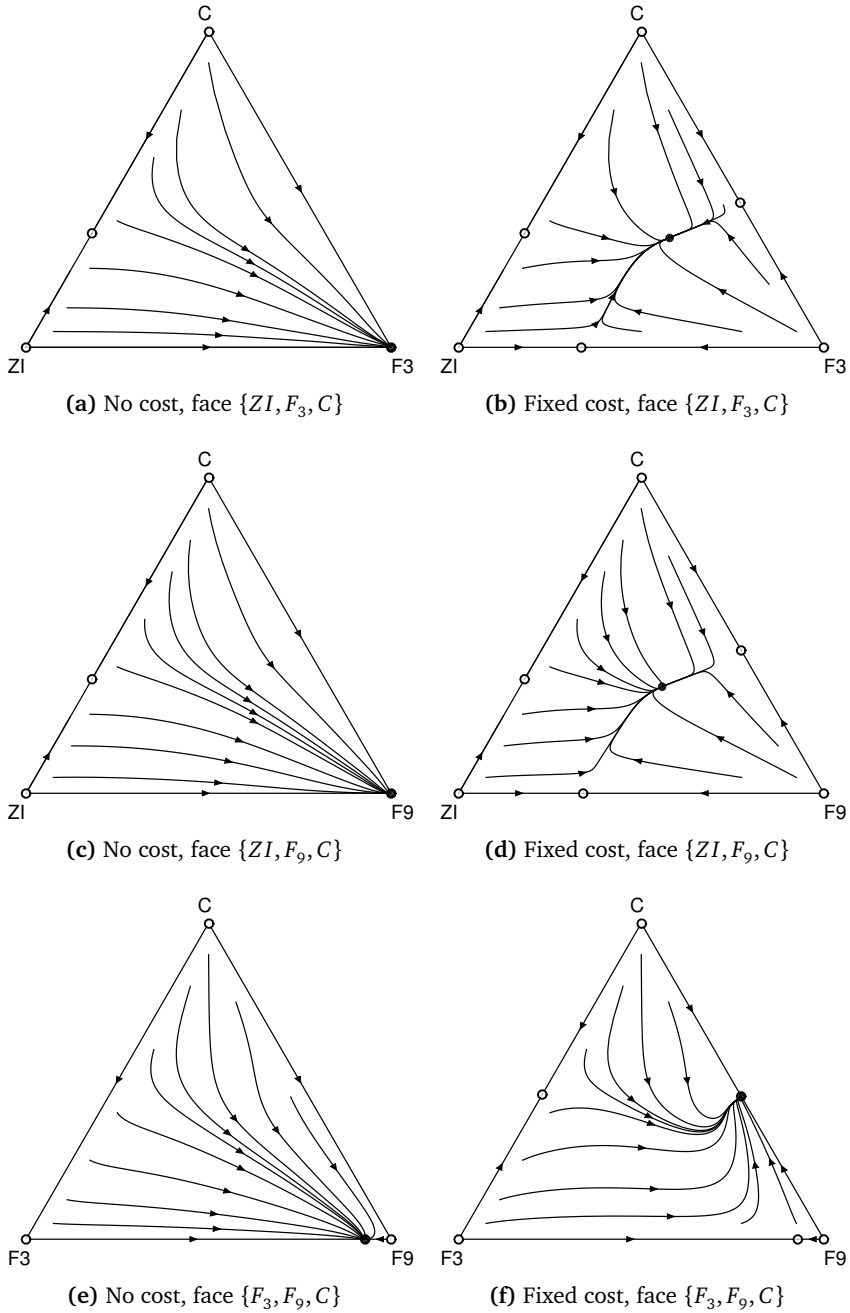 C
C
ZI
F3
ZI
F3
(a) No cost, face {ZI, F₃, C}
(b) Fixed cost, face {ZI, F₃, C}
C
C
ZI
F9
ZI
F9
(c) No cost, face {ZI, F₉, C}
(d) Fixed cost, face {ZI, F₉, C}
C
C
F3
F9
F3
F9
(e) No cost, face {F₃, F₉, C}
(f) Fixed cost, face {F₃, F₉, C}